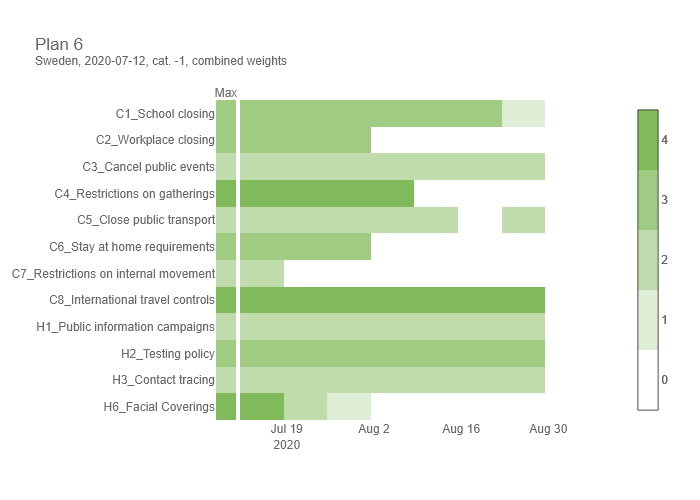 Plan 6
Sweden, 2020-07-12, cat. -1, combined weights
Max
C1_School closing
C2_Workplace closing
C3_Cancel public events
C4_Restrictions on gatherings
C5_Close public transport
C6_Stay at home requirements
C7_Restrictions on internal movement
C8_International travel controls
H1_Public information campaigns
H2_Testing policy
H3_Contact tracing
H6_Facial Coverings
Jul 19 Aug 2 Aug 16 Aug 30
2020
4
3
2
1
0